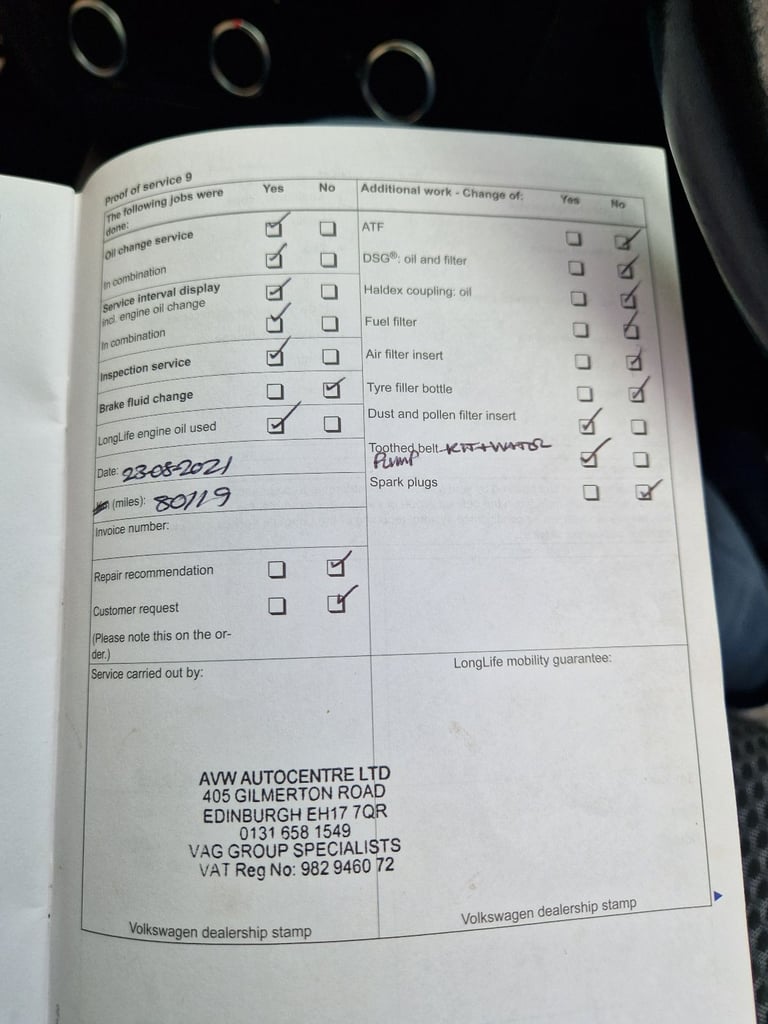 Proof of service 9
The following jobs were done: Yes No
Oil change service
In combination
Service interval display
incl. engine oil change
In combination
Inspection service
Brake fluid change
LongLife engine oil used
Date: 23-08-2021
(miles): 80119
Invoice number:
Repair recommendation
Customer request
(Please note this on the or-
der.)
Additional work - Change of: Yes No
ATF
DSG®: oil and filter
Haldex coupling: oil
Fuel filter
Air filter insert
Tyre filler bottle
Dust and pollen filter insert
Toothed belt KIT + WATOR
PUMP
Spark plugs
Service carried out by:
AVW AUTOCENTRE LTD
405 GILMERTON ROAD
EDINBURGH EH17 7QR
0131 658 1549
VAG GROUP SPECIALISTS
VAT Reg No: 982 9460 72
Volkswagen dealership stamp
LongLife mobility guarantee:
Volkswagen dealership stamp